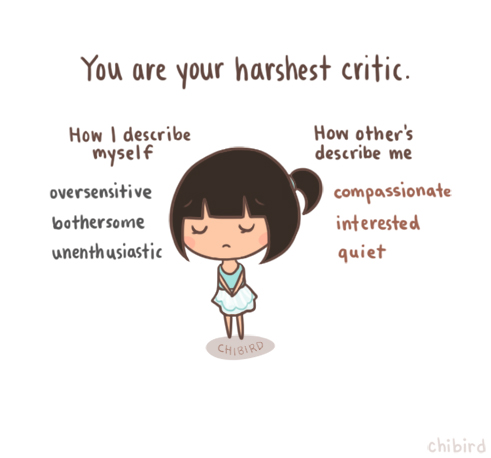 You are your harshest critic.
How I describe
myself
oversensitive
bothersome
unenthusiastic
How other's
describe me
compassionate
interested
quiet
CHIBIRD
chibird